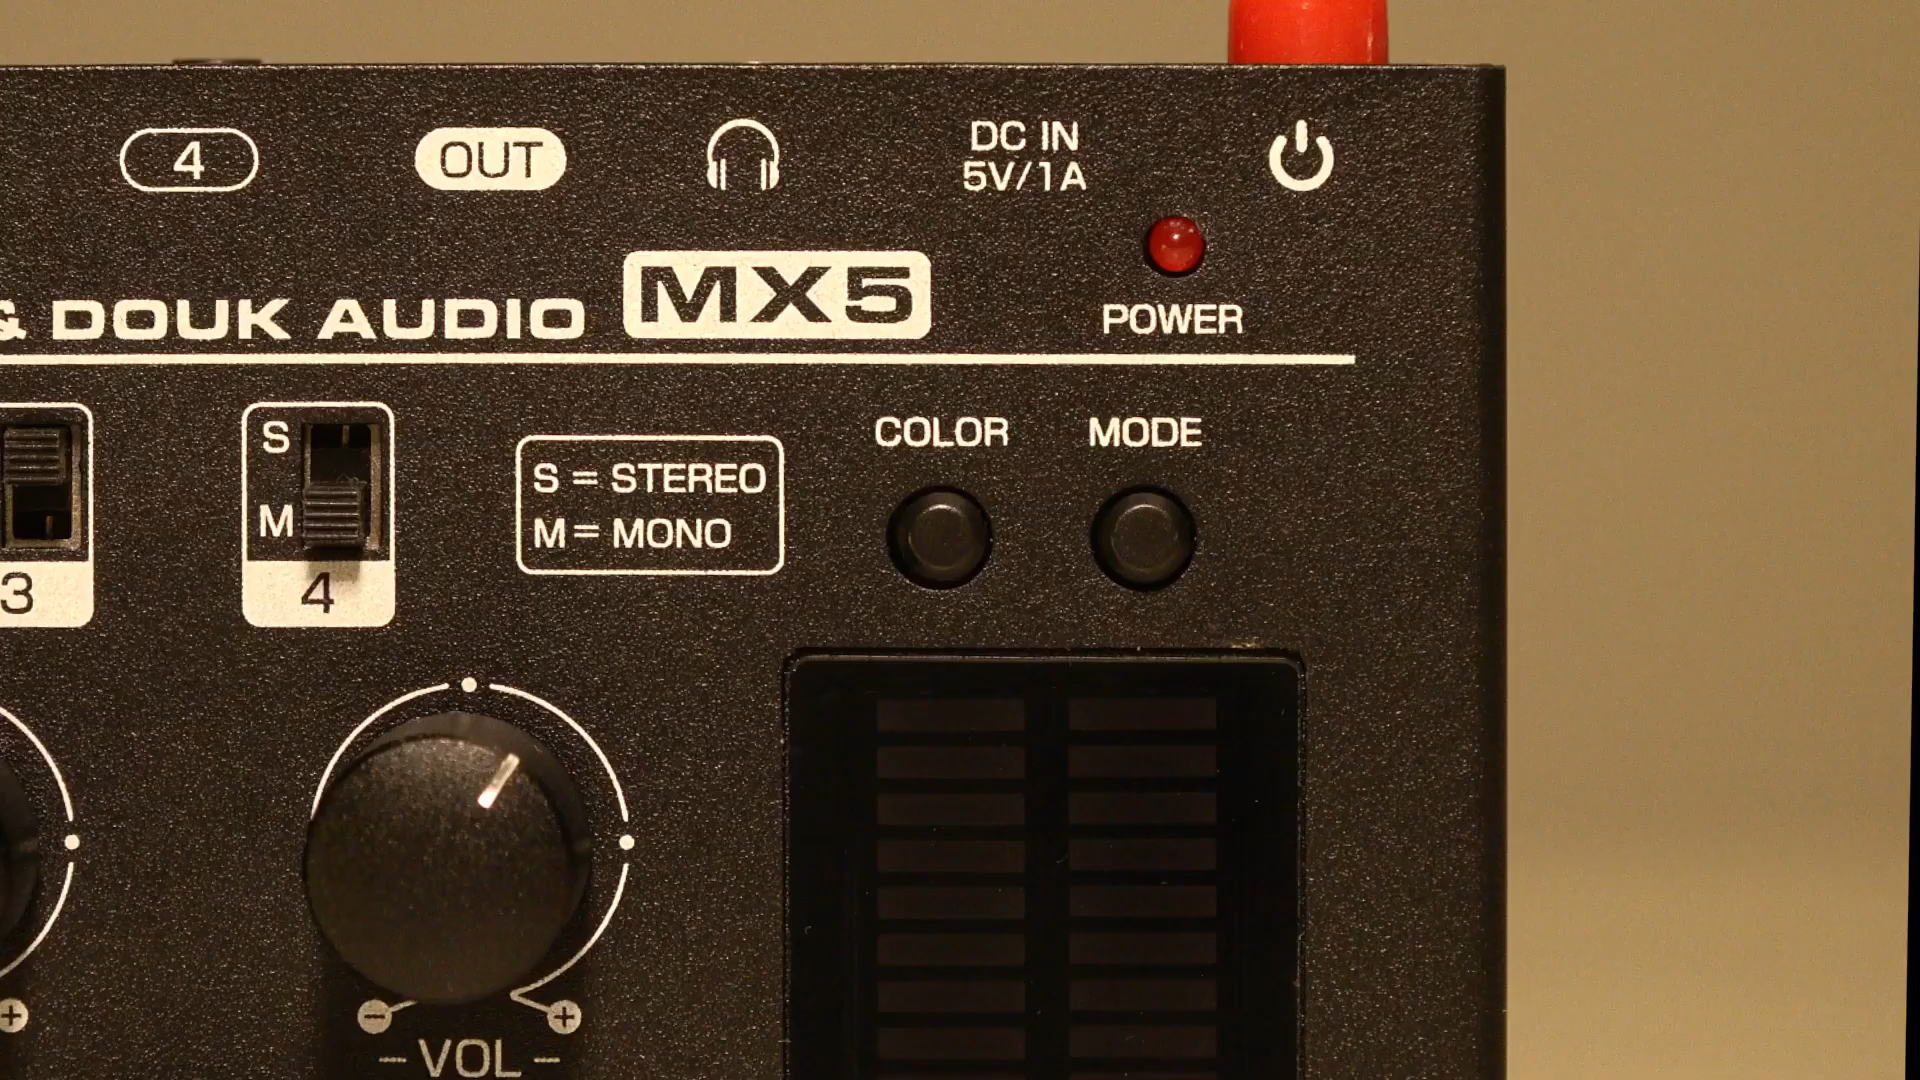 4
OUT
DC IN
5V/1A
& DOUK AUDIO MX5
POWER
S
M
3
4
S = STEREO
M = MONO
COLOR
MODE
- VOL -